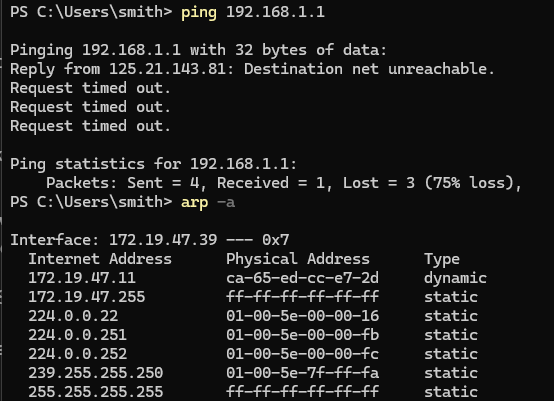 PS C:\Users\smith> ping 192.168.1.1
Pinging 192.168.1.1 with 32 bytes of data:
Reply from 125.21.143.81: Destination net unreachable.
Request timed out.
Request timed out.
Request timed out.
Ping statistics for 192.168.1.1:
    Packets: Sent = 4, Received = 1, Lost = 3 (75% loss),
PS C:\Users\smith> arp -a
Interface: 172.19.47.39 --- 0x7
  Internet Address      Physical Address      Type
  172.19.47.11          ca-65-ed-cc-e7-2d     dynamic
  172.19.47.255         ff-ff-ff-ff-ff-ff     static
  224.0.0.22            01-00-5e-00-00-16     static
  224.0.0.251           01-00-5e-00-00-fb     static
  224.0.0.252           01-00-5e-00-00-fc     static
  239.255.255.250       01-00-5e-7f-ff-fa     static
  255.255.255.255       ff-ff-ff-ff-ff-ff     static